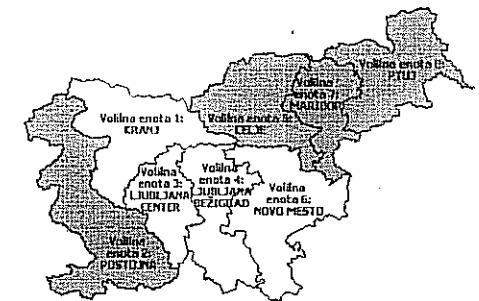 Volilna enota 8:
PTUJ
Volilna
enota 7:
MARIBOR
Volilna enota 5:
CELJE
Volilna enota 1:
KRANJ
Volilna
enota 3:
LJUBLJANA
CENTER
Volilna
enota 4:
LJUBLJANA
BEŽIGRAD
Volilna
enota 6:
NOVO MESTO
Volilna
enota 2:
POSTOJNA